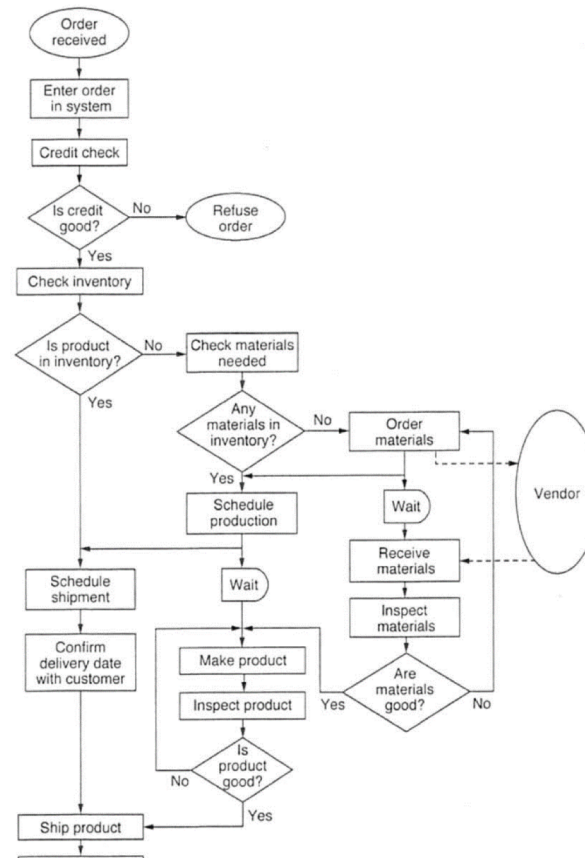 Order
received
Enter order
in system
Credit check
Is credit
good?
No
Refuse
order
Yes
Check inventory
Is product
in inventory?
No
Check materials
needed
Yes
Any
materials in
inventory?
No
Order
materials
Yes
Vendor
Schedule
production
Wait
Receive
materials
Schedule
shipment
Wait
Inspect
materials
Confirm
delivery date
with customer
Make product
Are
materials
good?
Yes
No
Inspect product
Is
product
good?
No
Yes
Ship product